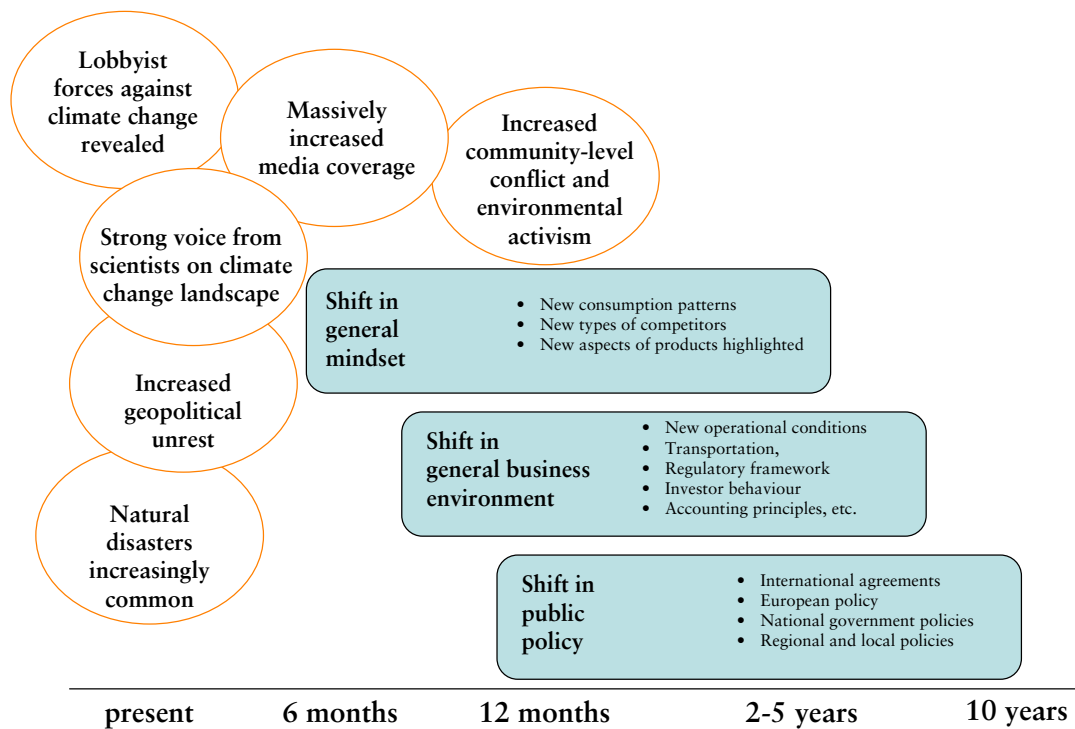 Lobbyist
forces against
climate change
revealed
Massively
increased
media coverage
Increased
community-level
conflict and
environmental
activism
Strong voice from
scientists on climate
change landscape
Increased
geopolitical
unrest
Natural
disasters
increasingly
common
Shift in
general
mindset
• New consumption patterns
• New types of competitors
• New aspects of products highlighted
Shift in
general business
environment
• New operational conditions
• Transportation,
• Regulatory framework
• Investor behaviour
• Accounting principles, etc.
Shift in
public
policy
• International agreements
• European policy
• National government policies
• Regional and local policies
present 6 months 12 months 2-5 years 10 years